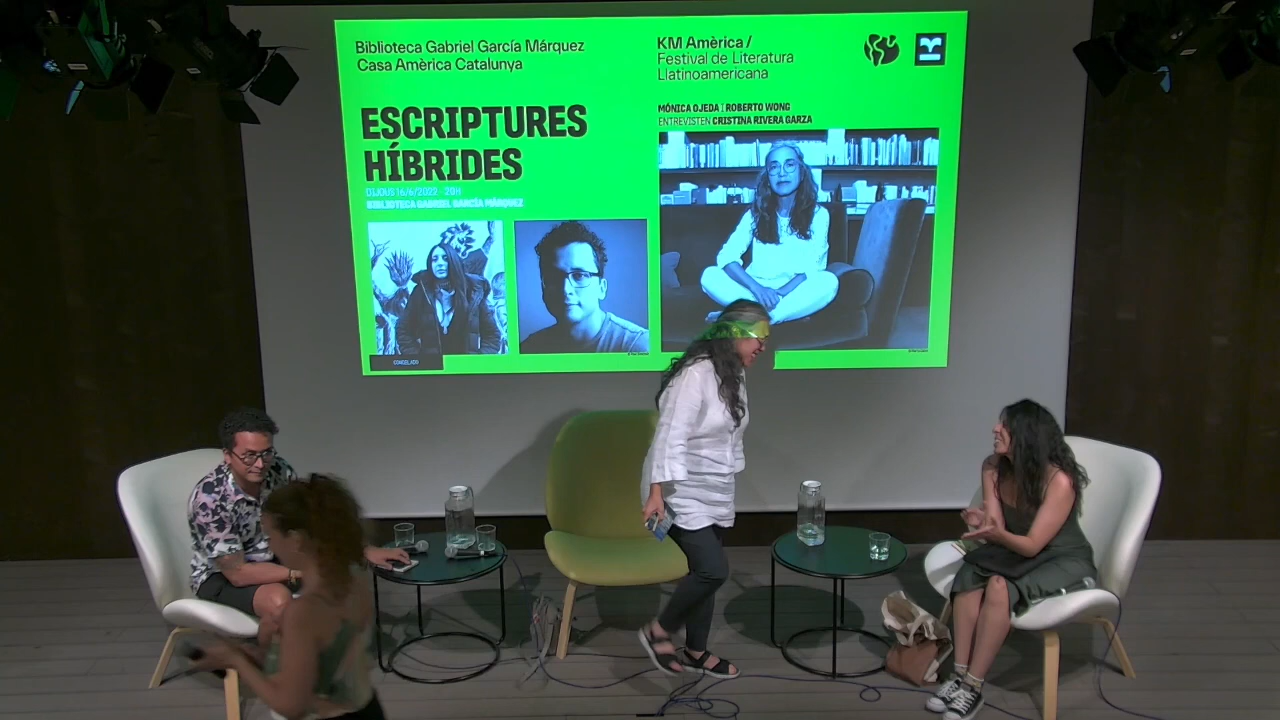 Biblioteca Gabriel García Márquez
Casa Amèrica Catalunya
KM Amèrica /
Festival de Literatura
Llatinoamericana
ESCRIPTURES
HÍBRIDES
DIJOUS 16/6/2022 - 20H
BIBLIOTECA GABRIEL GARCÍA MÁRQUEZ
MÓNICA OJEDA I ROBERTO WONG
ENTREVISTEN CRISTINA RIVERA GARZA
CONGELADO